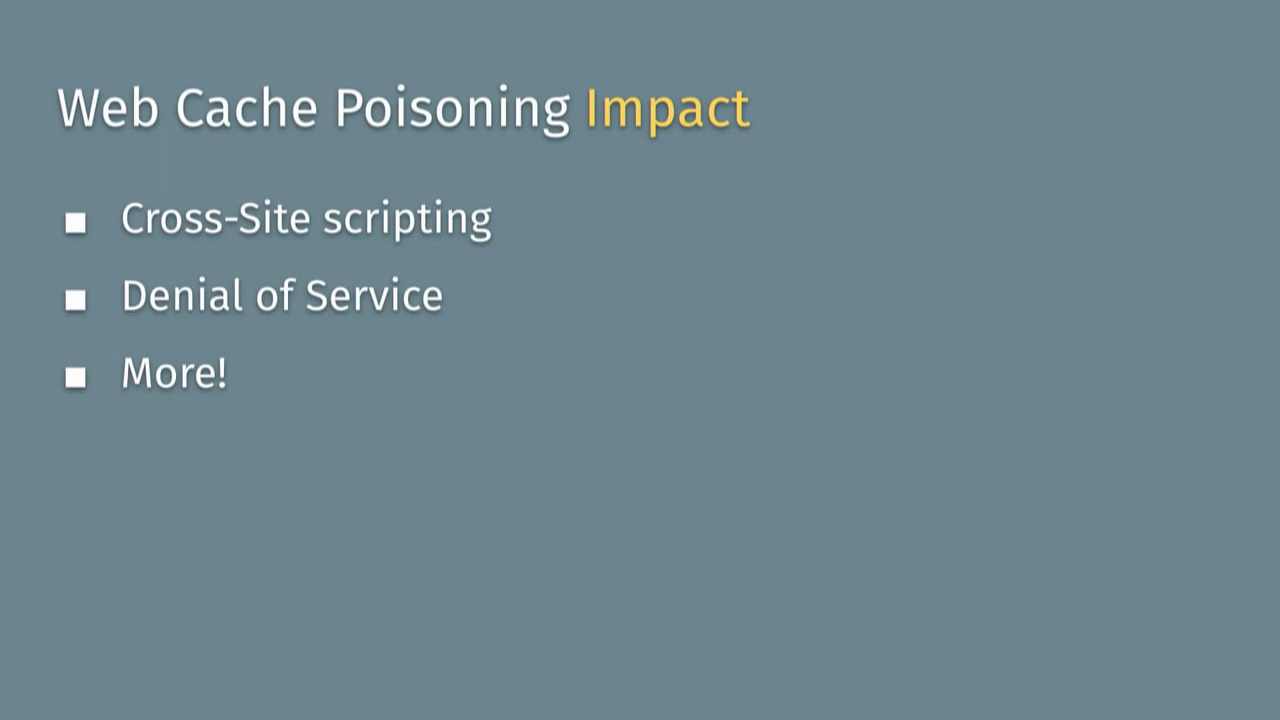 Web Cache Poisoning Impact
Cross-Site scripting
Denial of Service
More!